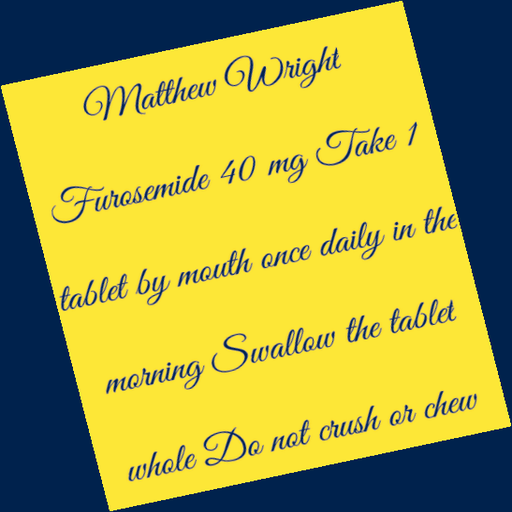 Matthew Wright
Furosemide 40 mg Take 1
tablet by mouth once daily in the
morning Swallow the tablet
whole Do not crush or chew